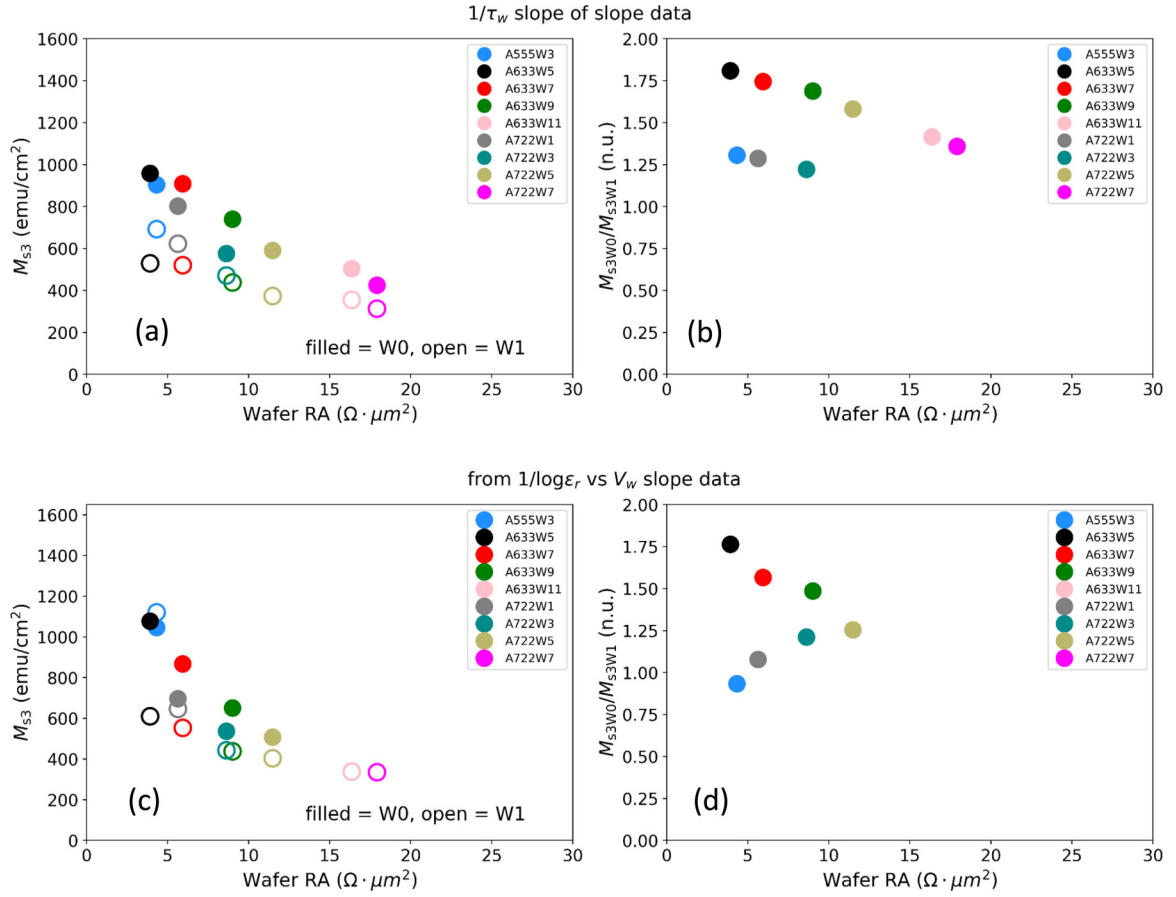 1/τw slope of slope data
Ms3 (emu/cm²)
1600
1400
1200
1000
800
600
400
200
0
A555W3
A633W5
A633W7
A633W9
A633W11
A722W1
A722W3
A722W5
A722W7
(a)
filled = W0, open = W1
0 5 10 15 20 25 30
Wafer RA (Ω · μm²)
Ms3W0/Ms3W1 (n.u.)
2.00
1.75
1.50
1.25
1.00
0.75
0.50
0.25
0.00
A555W3
A633W5
A633W7
A633W9
A633W11
A722W1
A722W3
A722W5
A722W7
(b)
0 5 10 15 20 25 30
Wafer RA (Ω · μm²)
from 1/logεr vs Vw slope data
Ms3 (emu/cm²)
1600
1400
1200
1000
800
600
400
200
0
A555W3
A633W5
A633W7
A633W9
A633W11
A722W1
A722W3
A722W5
A722W7
(c)
filled = W0, open = W1
0 5 10 15 20 25 30
Wafer RA (Ω · μm²)
Ms3W0/Ms3W1 (n.u.)
2.00
1.75
1.50
1.25
1.00
0.75
0.50
0.25
0.00
A555W3
A633W5
A633W7
A633W9
A633W11
A722W1
A722W3
A722W5
A722W7
(d)
0 5 10 15 20 25 30
Wafer RA (Ω · μm²)